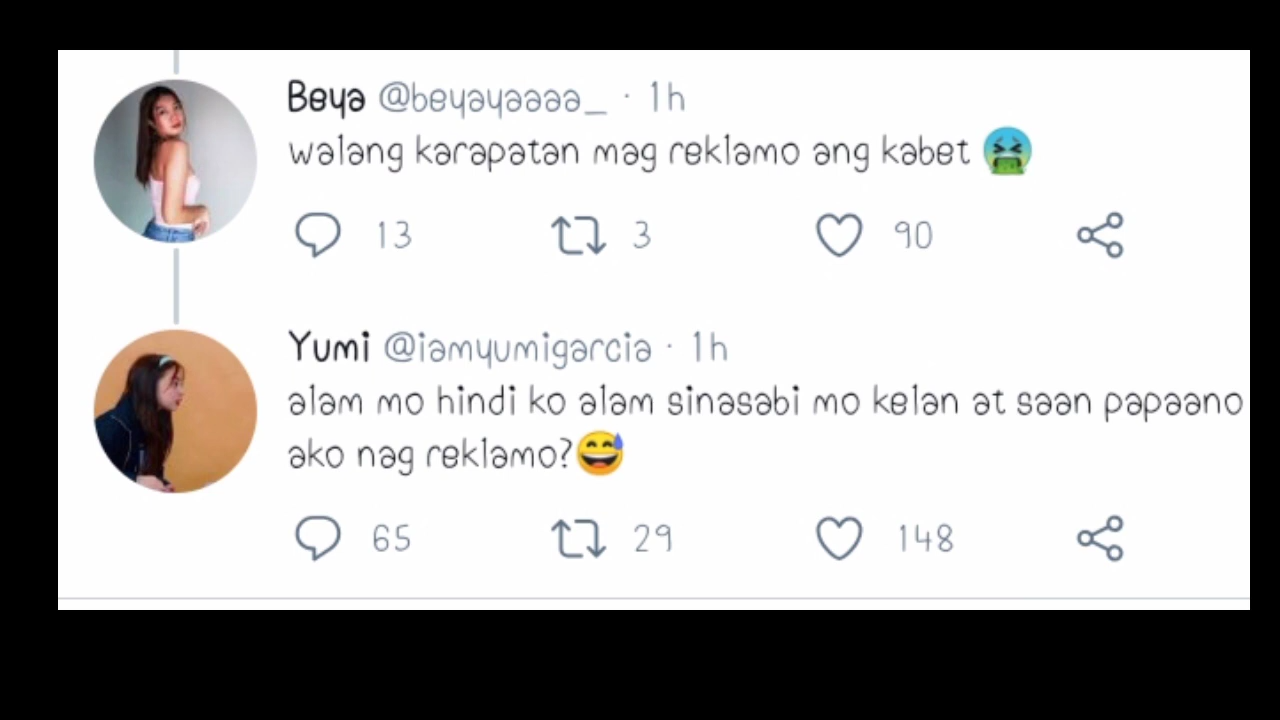 Beya @beyayaaaa_ · 1h
walang karapatan mag reklamo ang kabet 🤮
13 3 90
Yumi @iamyumigarcia · 1h
alam mo hindi ko alam sinasabi mo kelan at saan papaano
ako nag reklamo?😅
65 29 148